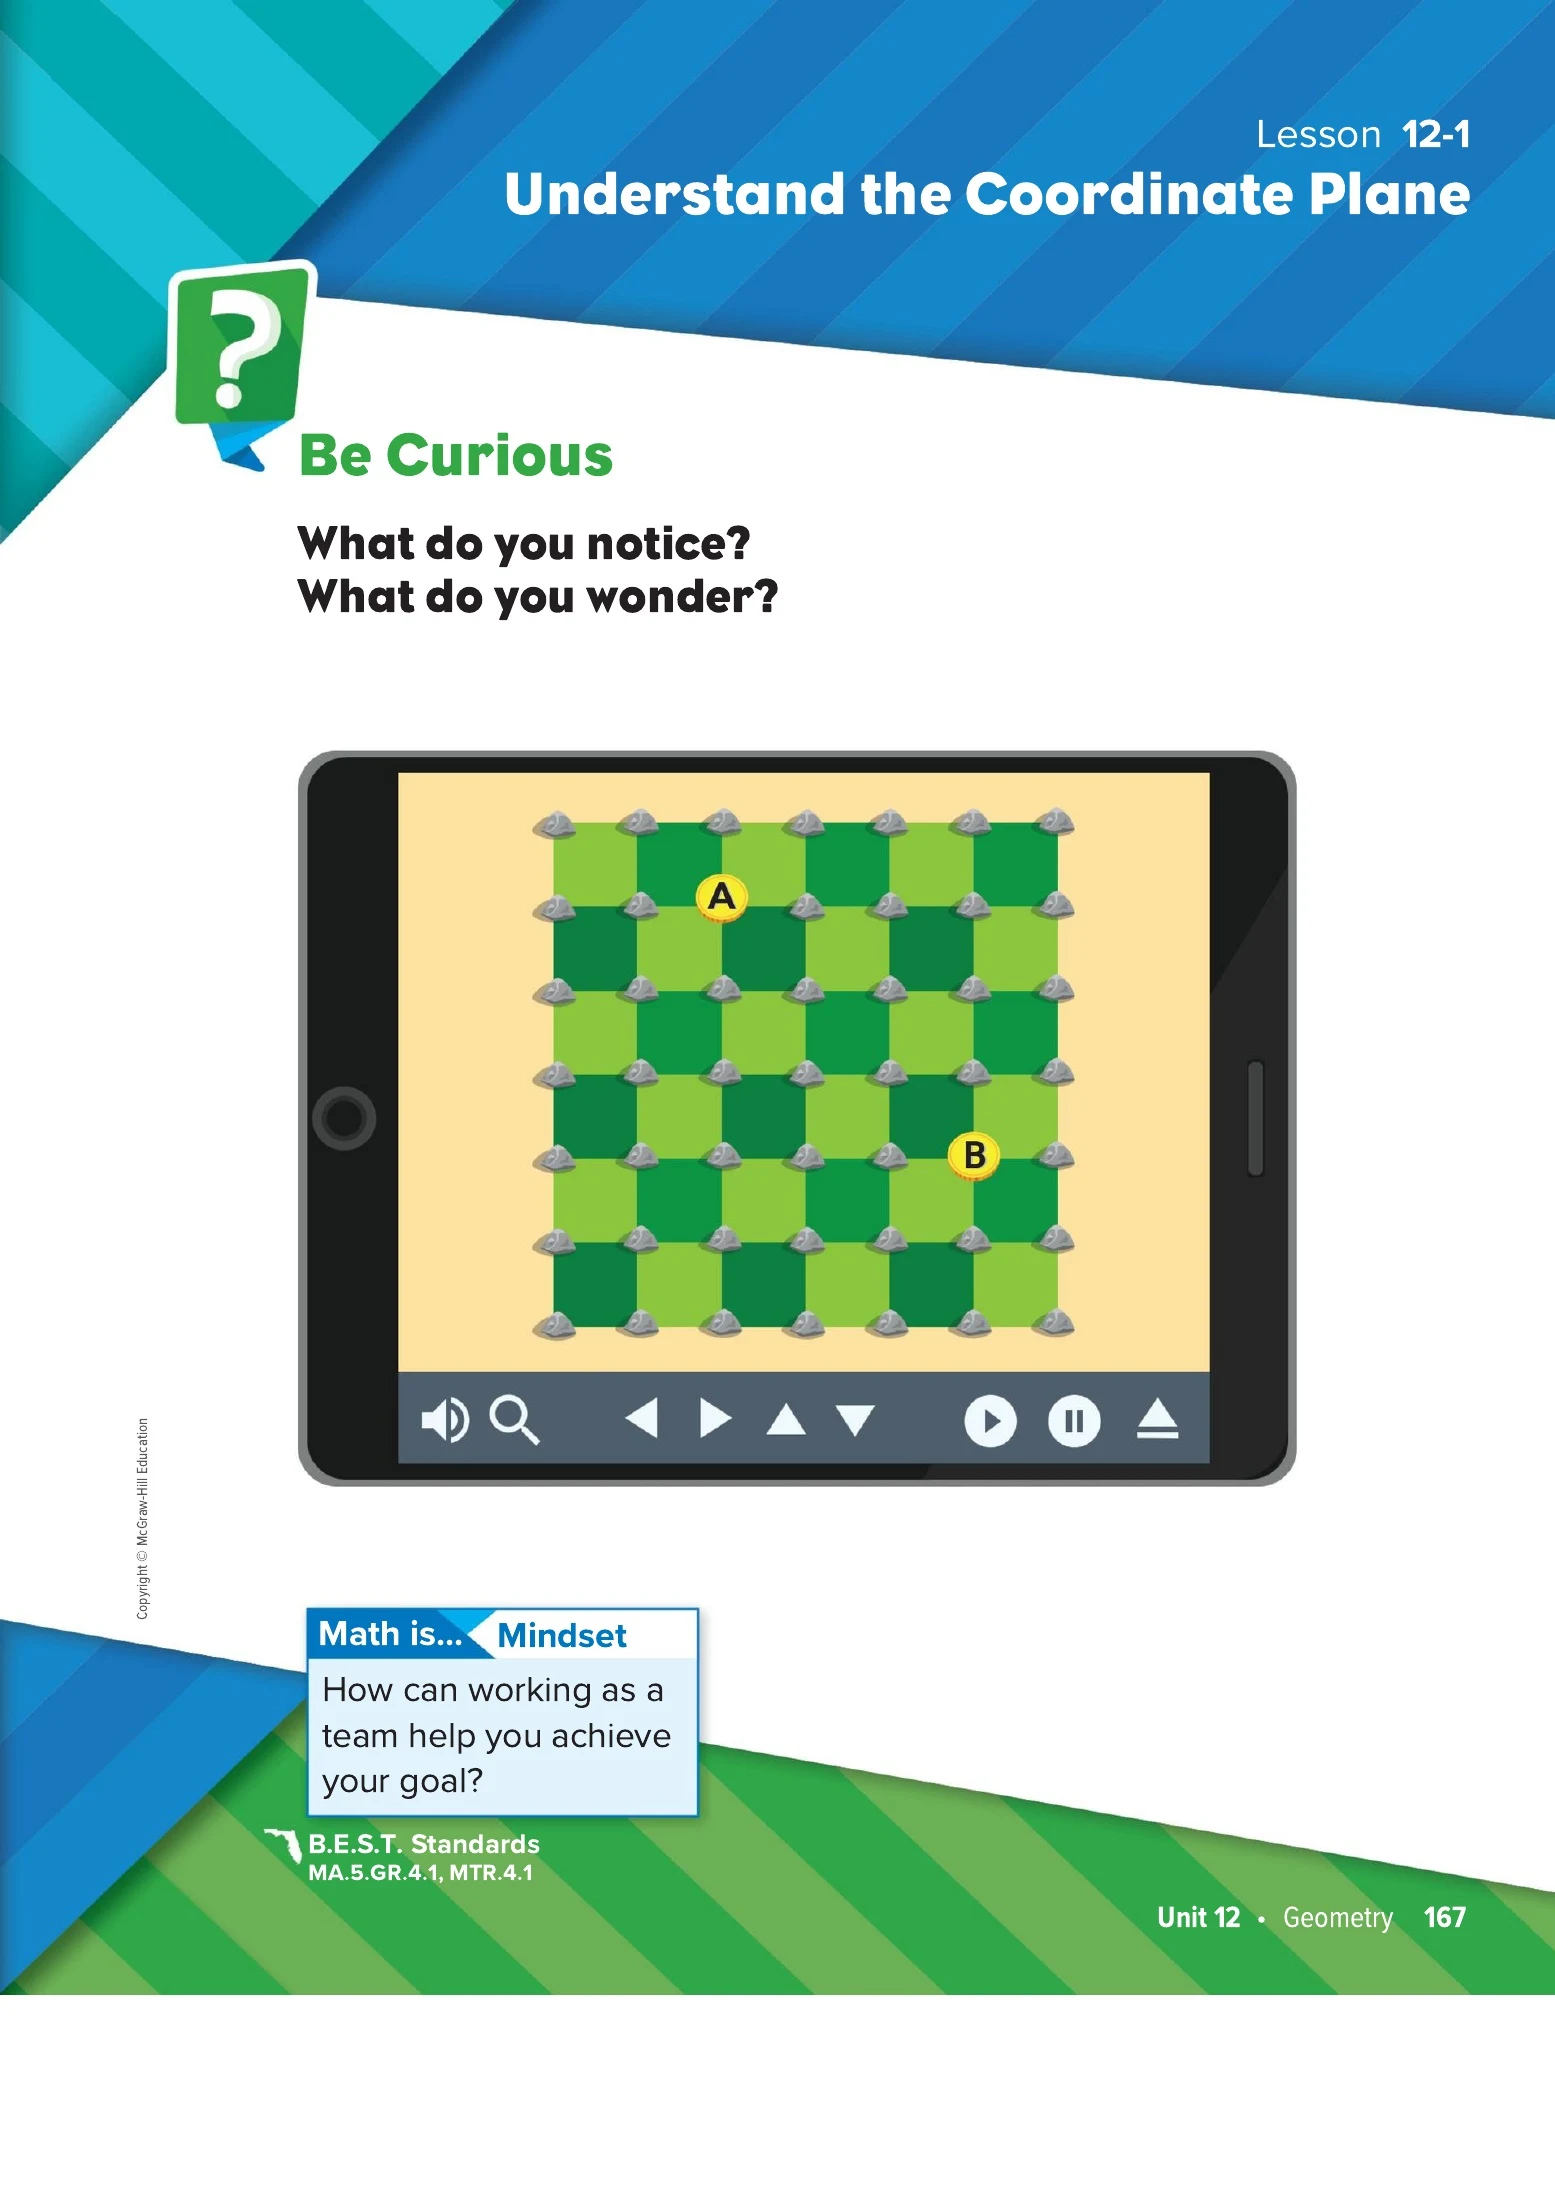 Lesson 12-1
Understand the Coordinate Plane
?
Be Curious
What do you notice?
What do you wonder?
A
B
Copyright © McGraw-Hill Education
Math is... Mindset
How can working as a
team help you achieve
your goal?
B.E.S.T. Standards
MA.5.GR.4.1, MTR.4.1
Unit 12 • Geometry 167